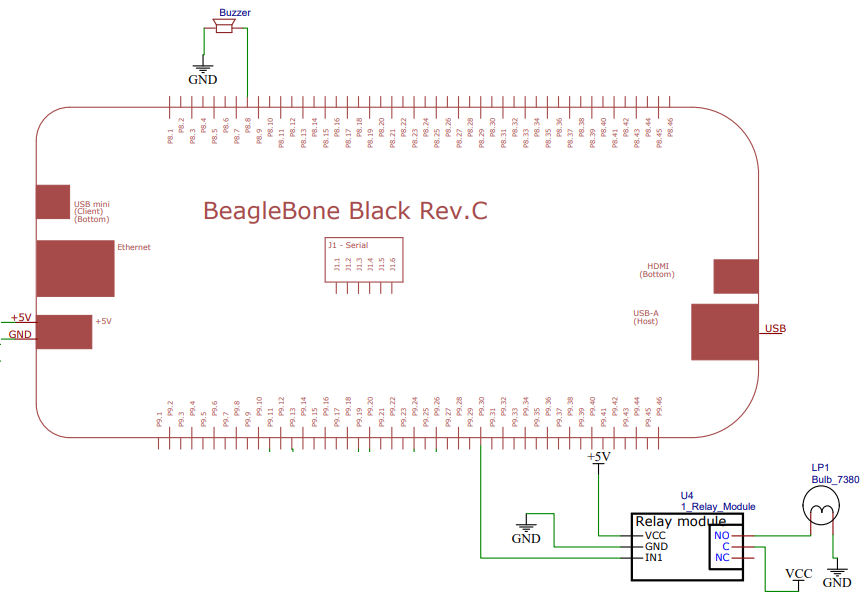 Buzzer
GND
P8.1
P8.2
P8.3
P8.4
P8.5
P8.6
P8.7
P8.8
P8.9
P8.10
P8.11
P8.12
P8.13
P8.14
P8.15
P8.16
P8.17
P8.18
P8.19
P8.20
P8.21
P8.22
P8.23
P8.24
P8.25
P8.26
P8.27
P8.28
P8.29
P8.30
P8.31
P8.32
P8.33
P8.34
P8.35
P8.36
P8.37
P8.38
P8.39
P8.40
P8.41
P8.42
P8.43
P8.44
P8.45
P8.46
USB mini
(Client)
(Bottom)
BeagleBone Black Rev.C
Ethernet
J1 - Serial
J1.1
J1.2
J1.3
J1.4
J1.5
J1.6
HDMI
(Bottom)
+5V
GND
+5V
USB-A
(Host)
USB
P9.1
P9.2
P9.3
P9.4
P9.5
P9.6
P9.7
P9.8
P9.9
P9.10
P9.11
P9.12
P9.13
P9.14
P9.15
P9.16
P9.17
P9.18
P9.19
P9.20
P9.21
P9.22
P9.23
P9.24
P9.25
P9.26
P9.27
P9.28
P9.29
P9.30
P9.31
P9.32
P9.33
P9.34
P9.35
P9.36
P9.37
P9.38
P9.39
P9.40
P9.41
P9.42
P9.43
P9.44
P9.45
P9.46
+5V
LP1
Bulb_7380
U4
1_Relay_Module
Relay module
GND
VCC
GND
IN1
NO
C
NC
VCC
GND